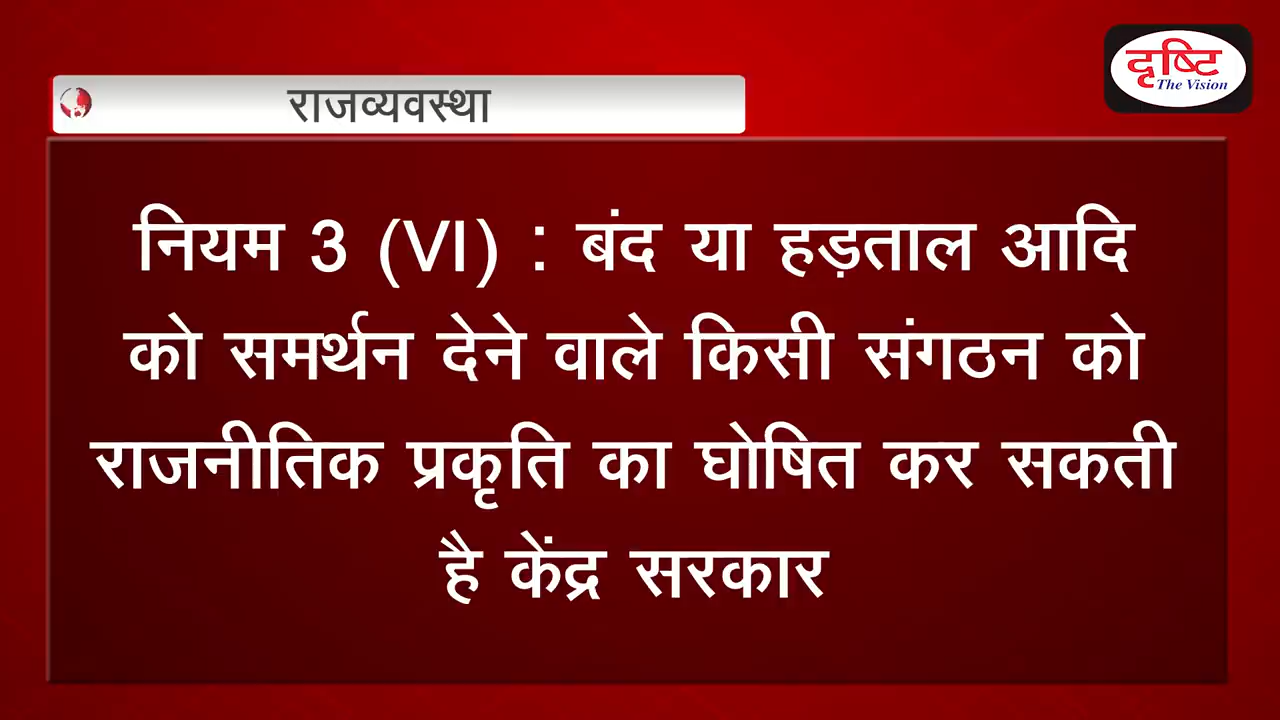 दृष्टि
The Vision
राजव्यवस्था
नियम 3 (VI) : बंद या हड़ताल आदि
को समर्थन देने वाले किसी संगठन को
राजनीतिक प्रकृति का घोषित कर सकती
है केंद्र सरकार